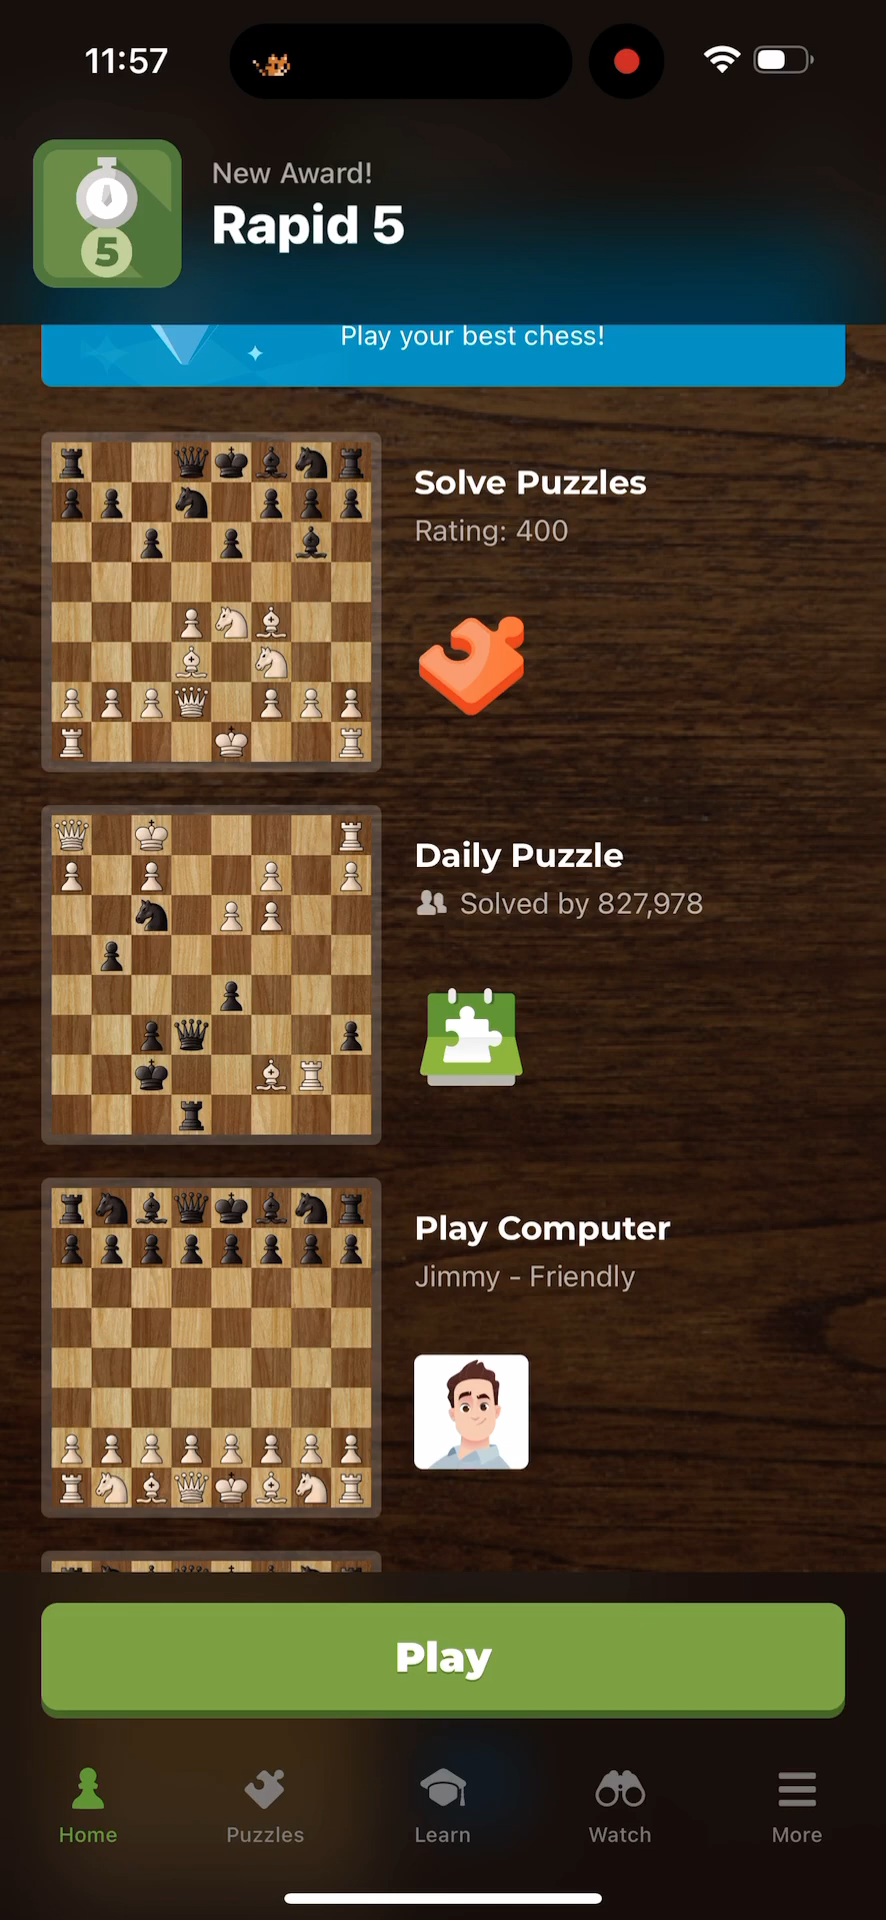 11:57
New Award!
Rapid 5
5
Play your best chess!
Solve Puzzles
Rating: 400
Daily Puzzle
Solved by 827,978
Play Computer
Jimmy - Friendly
Play
Home
Puzzles
Learn
Watch
More